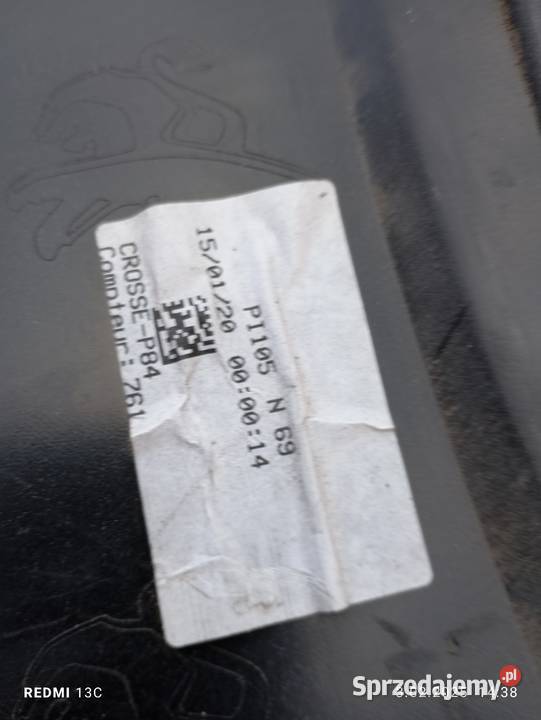 PI105 N 69
15/01/20 00:00:14
CROSSE-P84
Compteur: 761
REDMI 13C
Sprzedajemy.pl